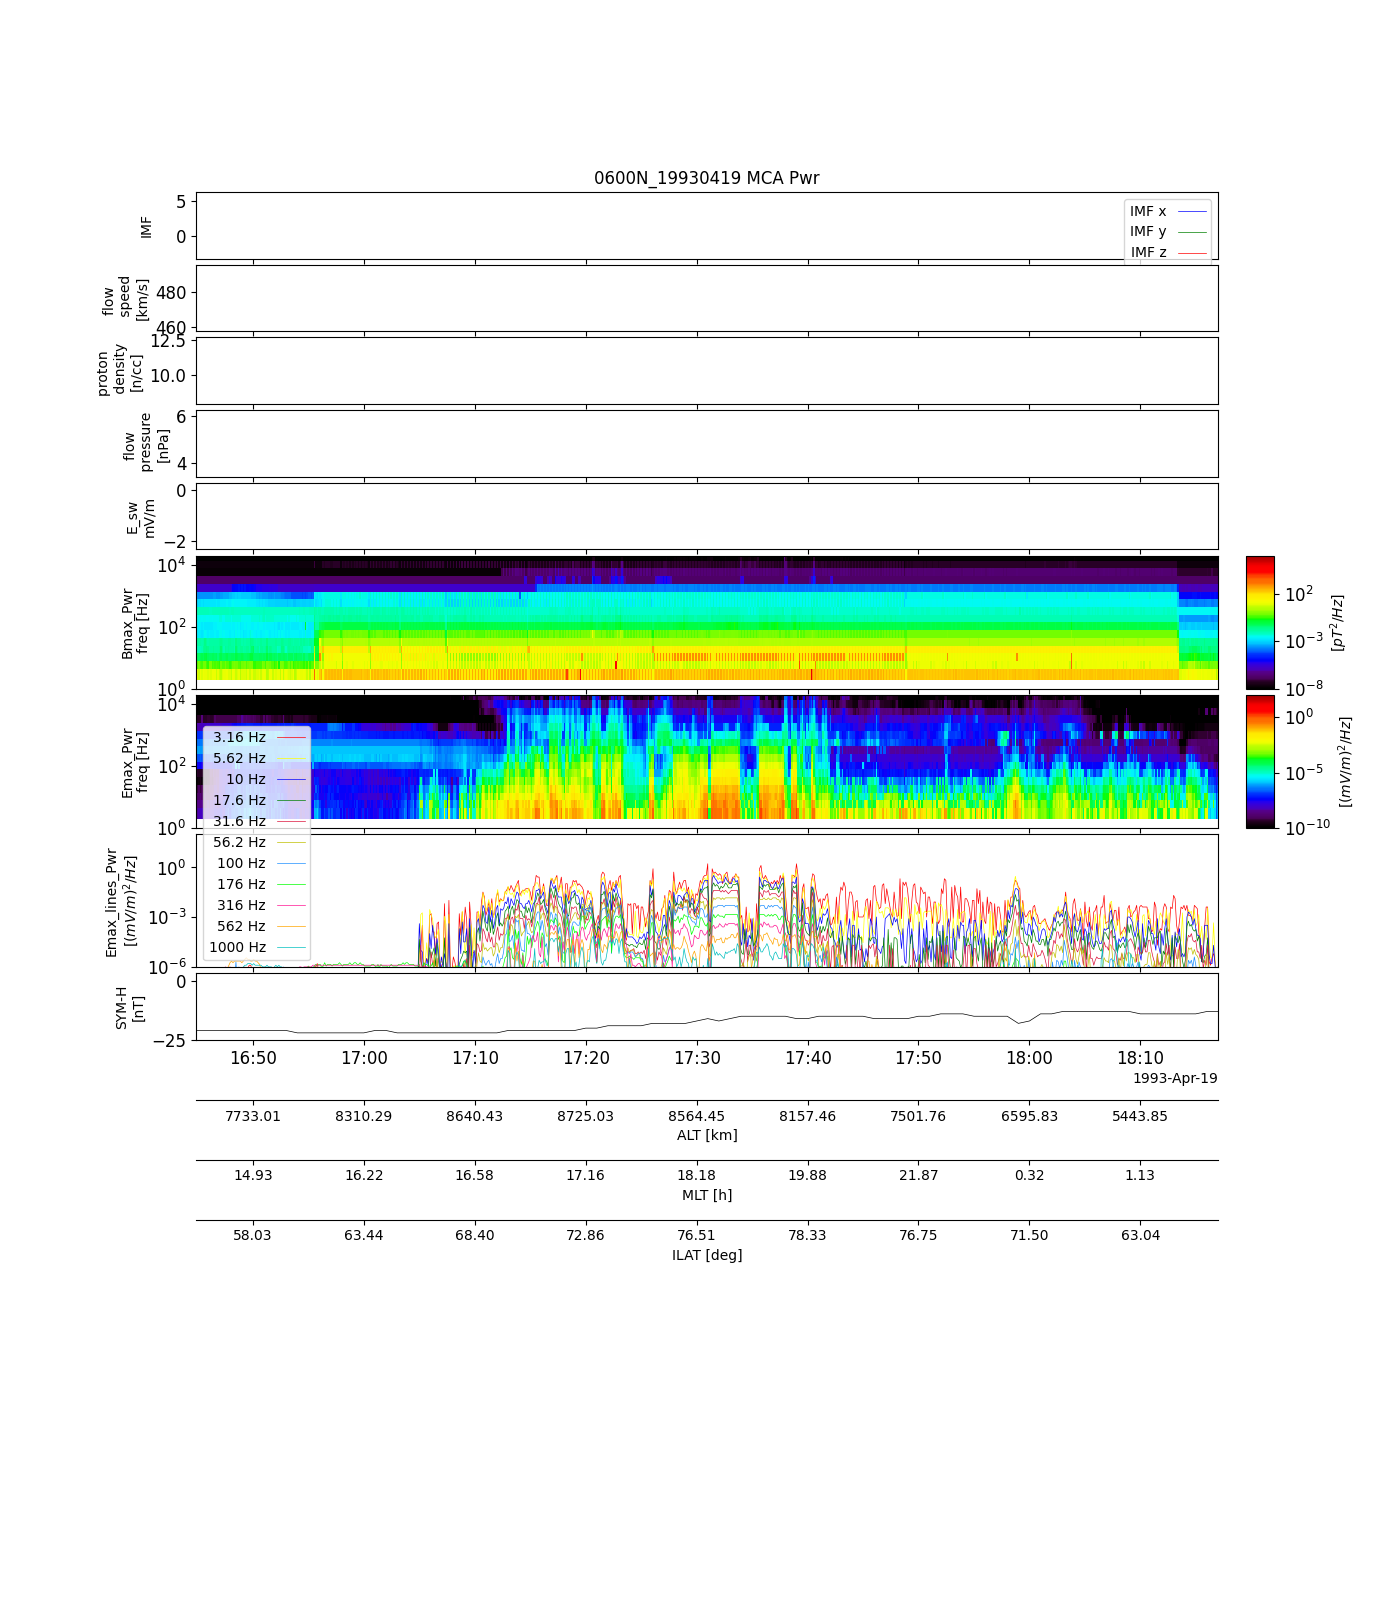 0600N_19930419 MCA Pwr
5
0
IMF
IMF x
IMF y
IMF z
480
460
flow
speed
[km/s]
12.5
10.0
proton
density
[n/cc]
6
4
flow
pressure
[nPa]
0
−2
E_sw
mV/m
10^4
10^2
10^0
Bmax_Pwr
freq [Hz]
10^2
10^−3
10^−8
[pT^2/Hz]
10^4
10^2
10^0
Emax_Pwr
freq [Hz]
10^0
10^−5
10^−10
[(mV/m)^2/Hz]
3.16 Hz
5.62 Hz
10 Hz
17.6 Hz
31.6 Hz
56.2 Hz
100 Hz
176 Hz
316 Hz
562 Hz
1000 Hz
10^0
10^−3
10^−6
Emax_lines_Pwr
[(mV/m)^2/Hz]
0
−25
SYM-H
[nT]
16:50 17:00 17:10 17:20 17:30 17:40 17:50 18:00 18:10
1993-Apr-19
7733.01 8310.29 8640.43 8725.03 8564.45 8157.46 7501.76 6595.83 5443.85
ALT [km]
14.93 16.22 16.58 17.16 18.18 19.88 21.87 0.32 1.13
MLT [h]
58.03 63.44 68.40 72.86 76.51 78.33 76.75 71.50 63.04
ILAT [deg]